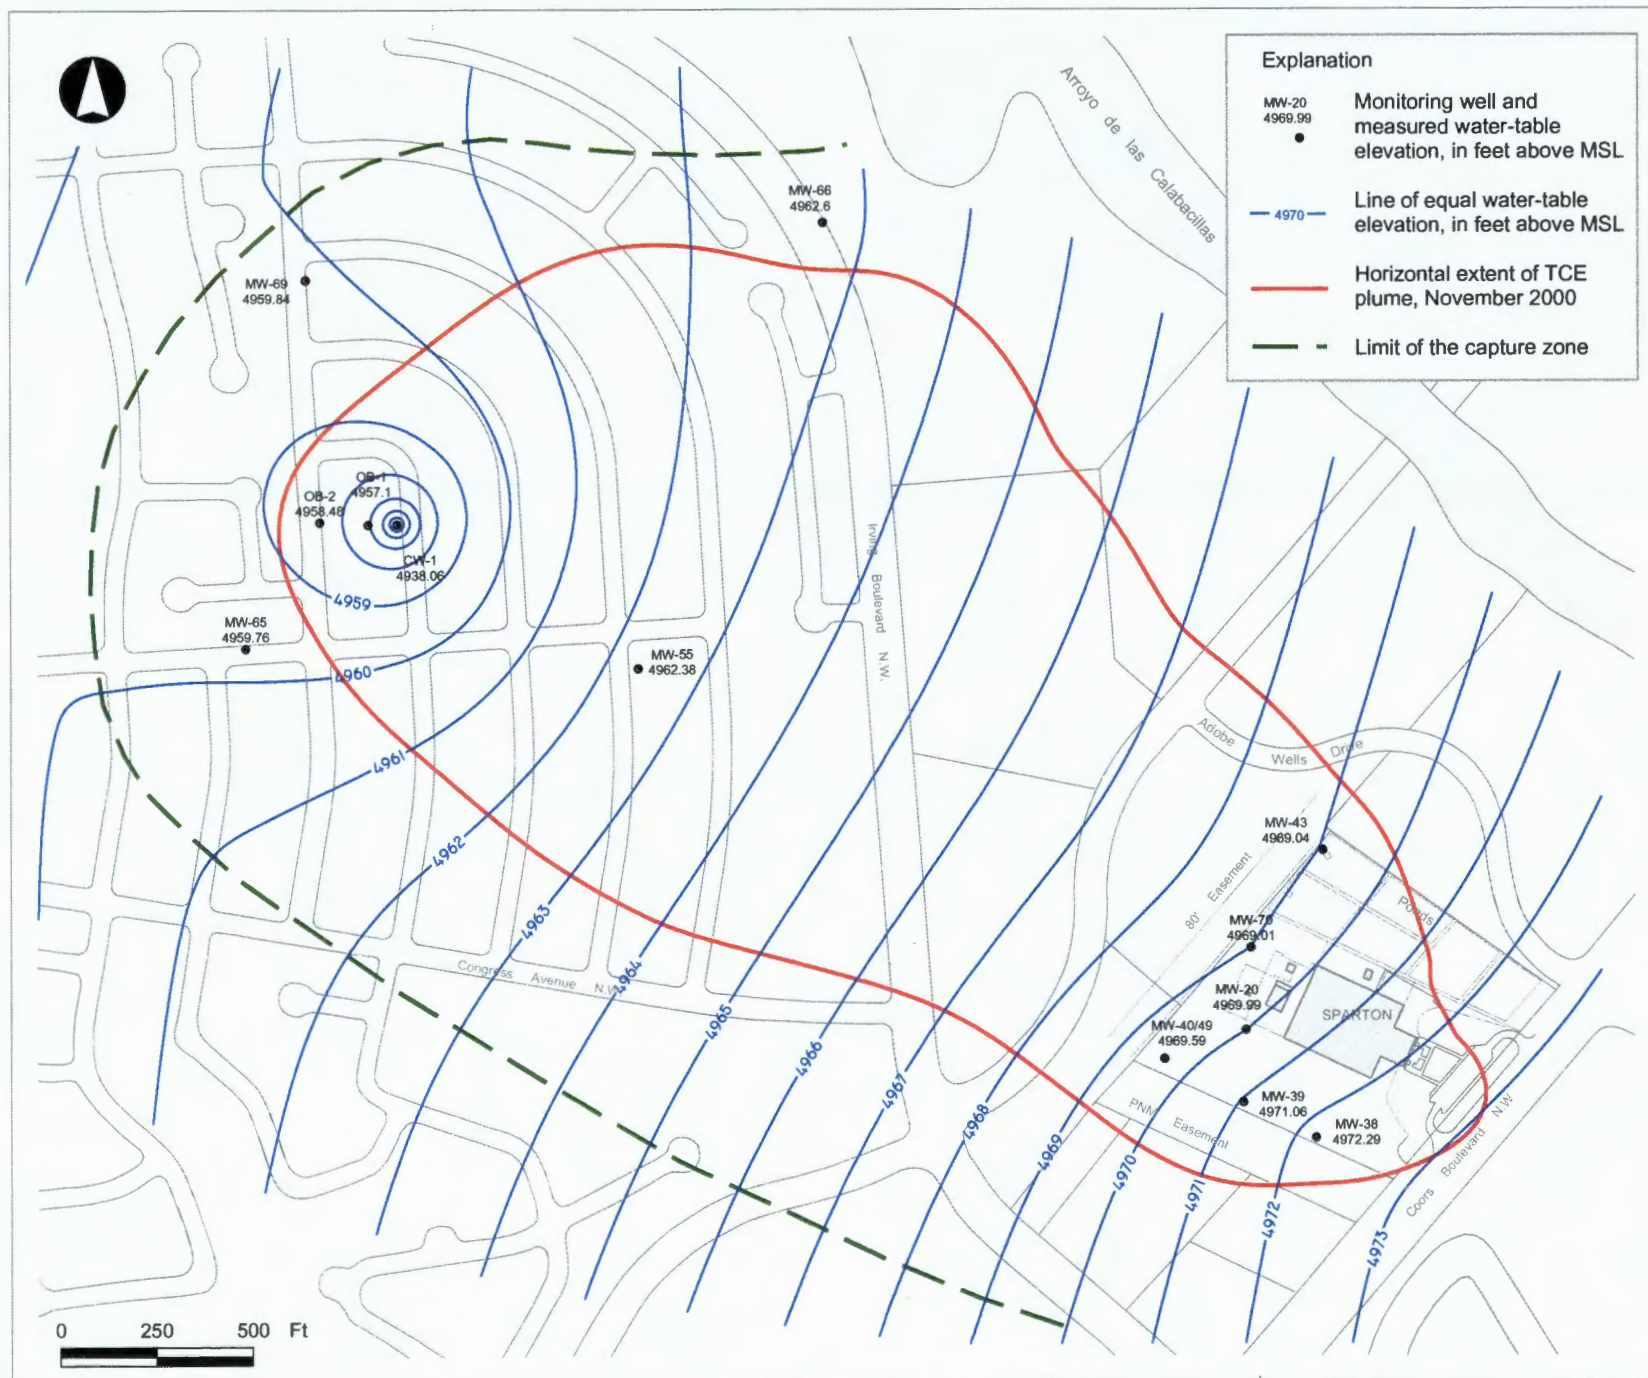 Explanation
MW-20
4969.99
Monitoring well and
measured water-table
elevation, in feet above MSL
4970
Line of equal water-table
elevation, in feet above MSL
Horizontal extent of TCE
plume, November 2000
Limit of the capture zone
Arroyo de las Calabacillas
MW-66
4962.6
MW-69
4959.84
OB-1
4957.1
OB-2
4958.48
CW-1
4938.06
4959
MW-65
4959.76
4960
MW-55
4962.38
Irving Boulevard N.W.
4961
4962
4963
4964
4965
4966
4967
4968
4969
4970
4971
4972
4973
Adobe Wells Drive
MW-43
4969.04
80' Easement
Ponds
MW-70
4969.01
MW-20
4969.99
SPARTON
MW-40/49
4969.59
MW-39
4971.06
MW-38
4972.29
PNM Easement
Coors Boulevard N.W
Congress Avenue N.W.
0 250 500 Ft